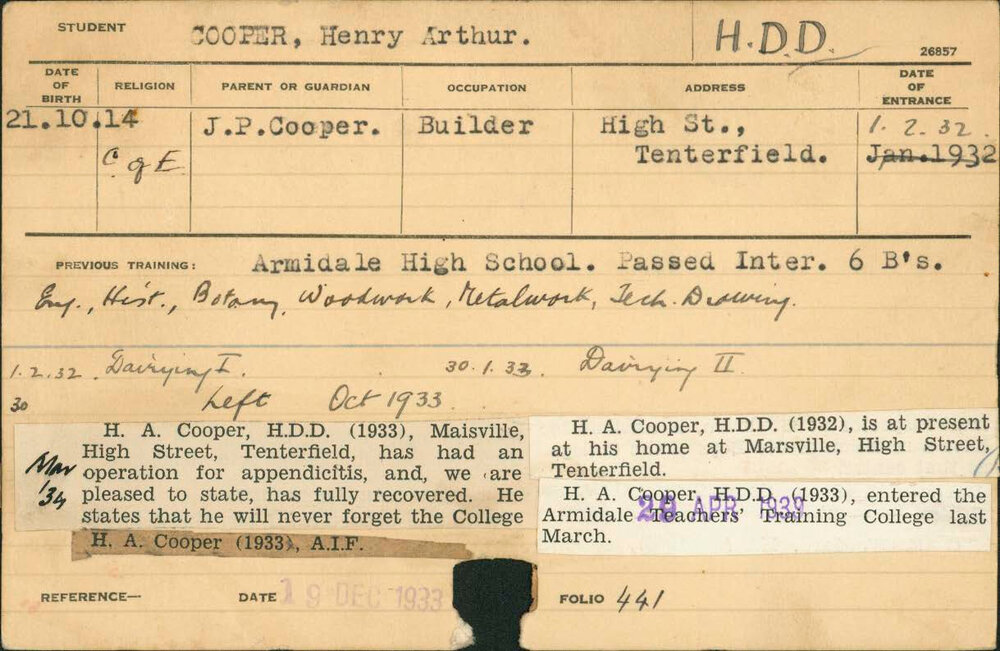 STUDENT COOPER, Henry Arthur. H.D.D. 26857
DATE OF BIRTH RELIGION PARENT OR GUARDIAN OCCUPATION ADDRESS DATE OF ENTRANCE
21.10.14 J.P.Cooper. Builder High St., 1.2.32.
C of E Tenterfield. Jan.1932
PREVIOUS TRAINING: Armidale High School. Passed Inter. 6 B's.
Eng., Hist., Botany, Woodwork, Metalwork, Tech. Drawing.
1.2.32. Dairying I. 30.1.33. Dairying II
30 Left Oct 1933.
H. A. Cooper, H.D.D. (1933), Maisville,
High Street, Tenterfield, has had an
operation for appendicitis, and, we are
pleased to state, has fully recovered. He
states that he will never forget the College
Mar '34
H. A. Cooper (1933), A.I.F.
H. A. Cooper, H.D.D. (1932), is at present
at his home at Marsville, High Street,
Tenterfield.
H. A. Cooper, H.D.D. (1933), entered the
Armidale Teachers' Training College last
March.
28 APR 1939
REFERENCE— DATE 19 DEC 1933 FOLIO 441